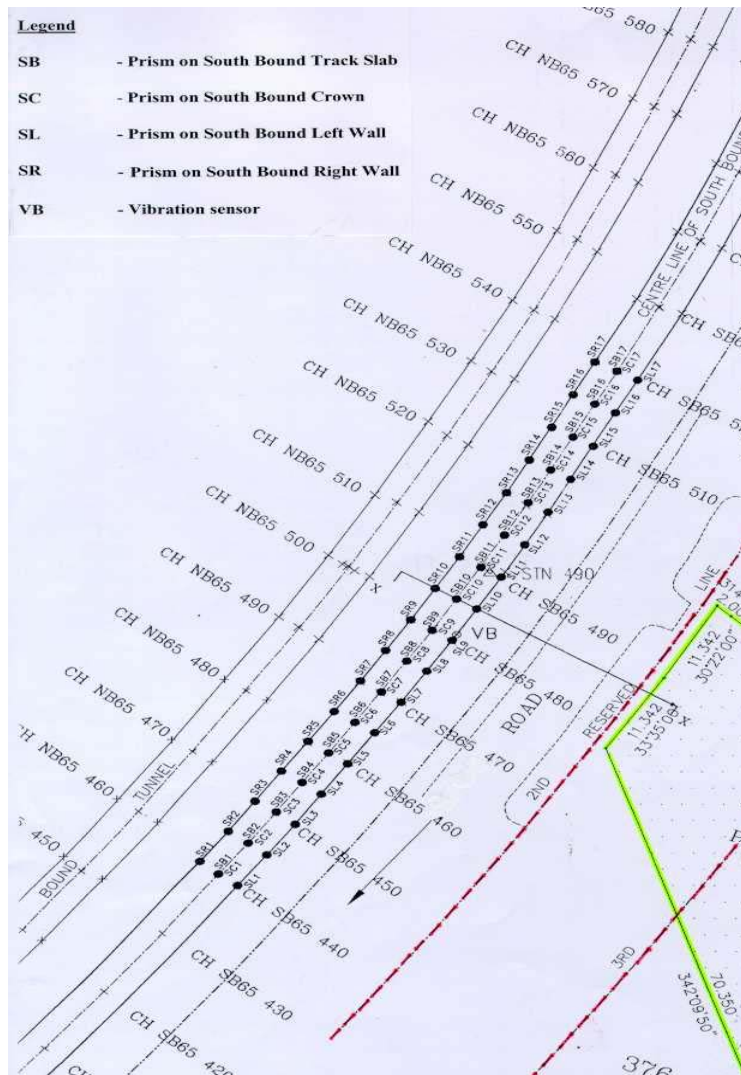 Legend
SB - Prism on South Bound Track Slab
SC - Prism on South Bound Crown
SL - Prism on South Bound Left Wall
SR - Prism on South Bound Right Wall
VB - Vibration sensor
65 580
CH NB65 570
CH NB65 560
CH NB65 550
CH NB65 540
CH NB65 530
CH NB65 520
CH NB65 510
CH NB65 500
CH NB65 490
CH NB65 480
CH NB65 470
CH NB65 460
65 450
BOUND TUNNEL
CENTRE LINE OF SOUTH BOUND
SR17
SR16
SR15
SR14
SR13
SR12
SR11
SR10
SR9
SR8
SR7
SR6
SR5
SR4
SR3
SR2
SR1
SB17
SC17
SB16
SC16
SB15
SC15
SB14
SC14
SB13
SC13
SB12
SC12
SB11
SC11
SB10
SC10
SB9
SC9
SB8
SC8
SB7
SC7
SB6
SC6
SB5
SC5
SB4
SC4
SB3
SC3
SB2
SC2
SB1
SC1
SL17
SL16
SL15
SL14
SL13
SL12
SL11
SL10
SL9
SL8
SL7
SL6
SL5
SL4
SL3
SL2
SL1
CH SB65 510
CH SB65 490
CH SB65 480
CH SB65 470
CH SB65 460
CH SB65 450
CH SB65 440
CH SB65 430
CH SB65 420
STN 490
VB
X
X
ROAD
2ND RESERVED LINE
3RD
11.342
30°22'00"
11.342
70.350
342°09'50"
376